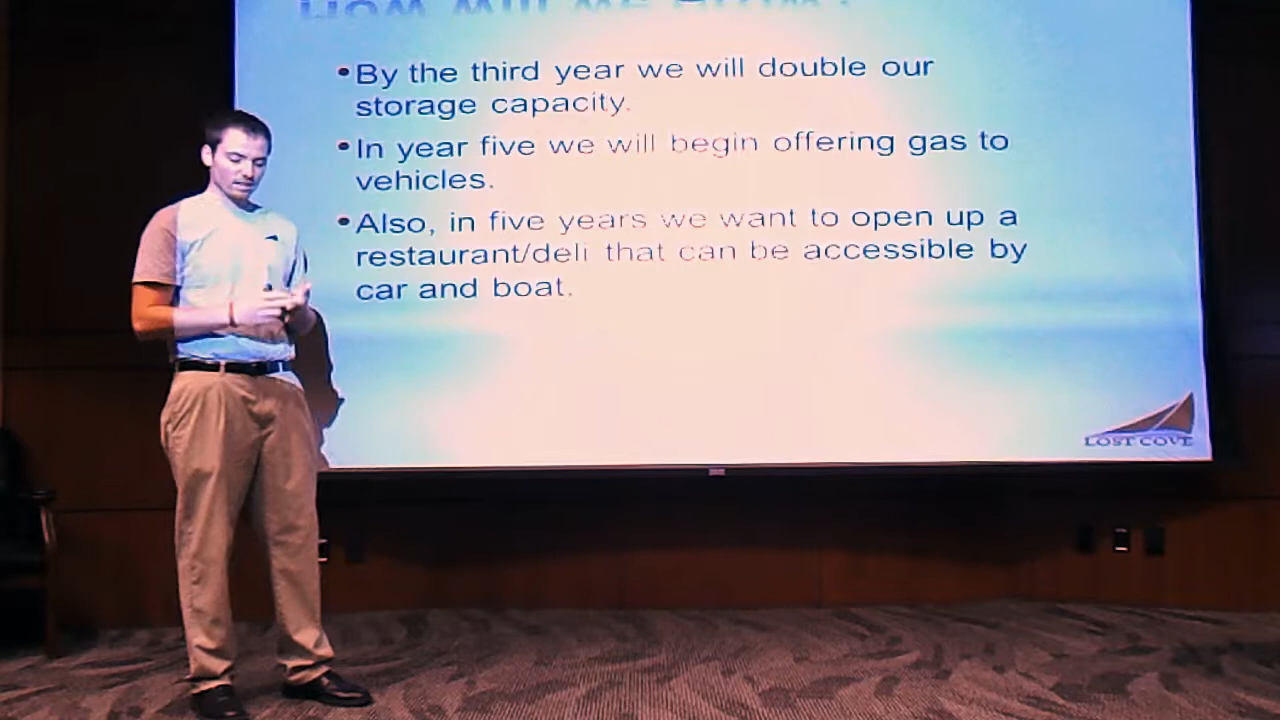 •By the third year we will double our
storage capacity.
•In year five we will begin offering gas to
vehicles.
•Also, in five years we want to open up a
restaurant/deli that can be accessible by
car and boat.
LOST COVE